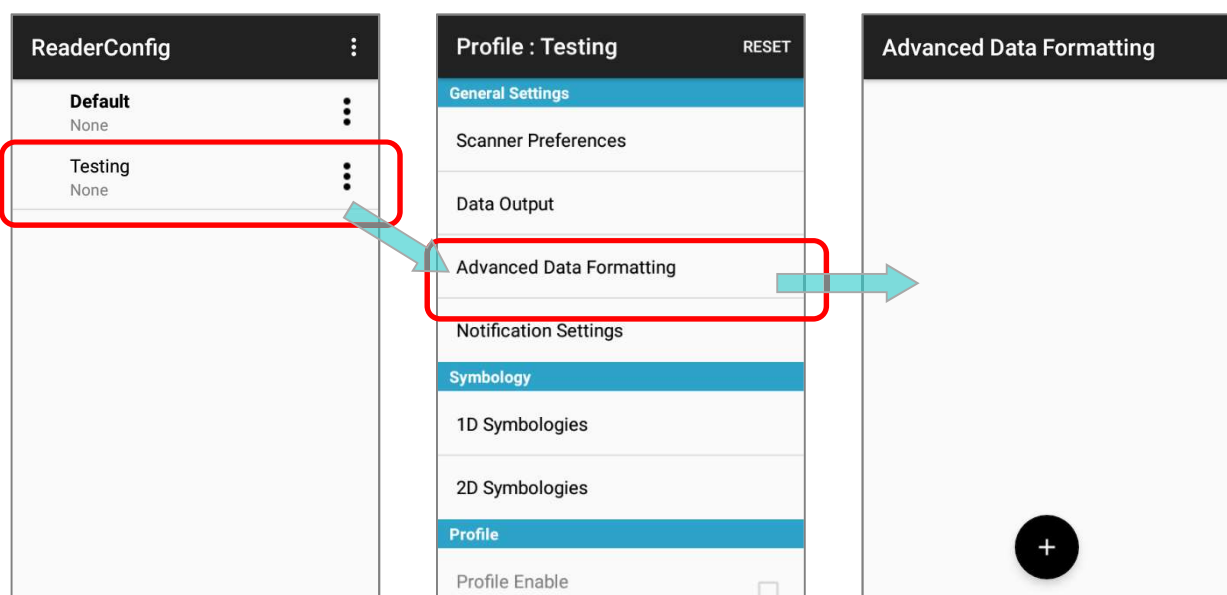 ReaderConfig
Default
None
Testing
None
Profile : Testing RESET
General Settings
Scanner Preferences
Data Output
Advanced Data Formatting
Notification Settings
Symbology
1D Symbologies
2D Symbologies
Profile
Profile Enable
Advanced Data Formatting
+